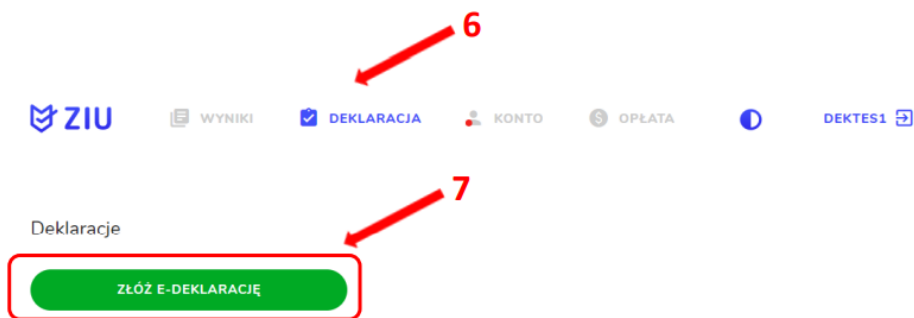 6
ZIU WYNIKI DEKLARACJA KONTO OPŁATA DEKTES1
7
Deklaracje
ZŁÓŻ E-DEKLARACJĘ